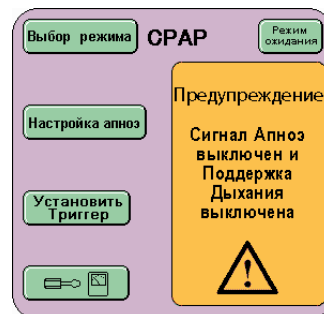 Выбор режима
CPAP
Режим
ожидания
Настройка апноэ
Установить
Триггер
Предупреждение
Сигнал Апноэ
выключен и
Поддержка
Дыхания
выключена